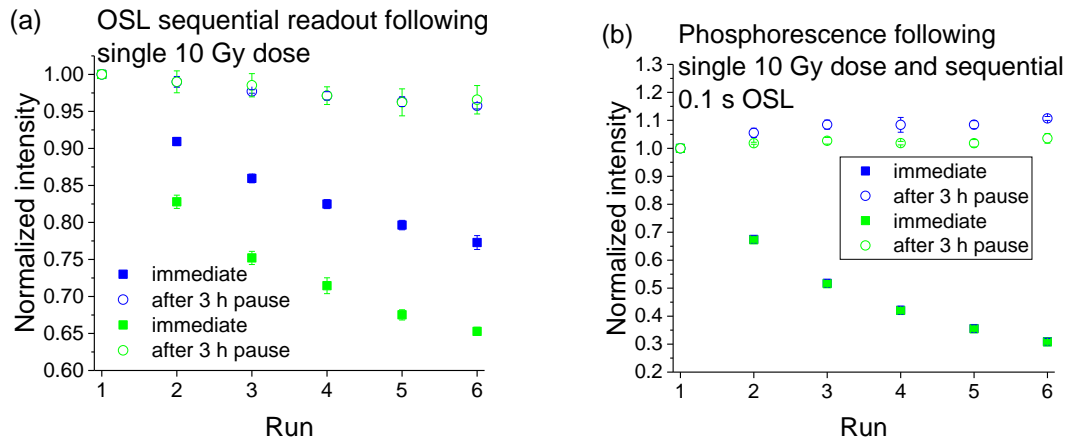 (a) OSL sequential readout following
single 10 Gy dose
1.00
0.95
0.90
0.85
0.80
0.75
0.70
0.65
0.60
Normalized intensity
immediate
after 3 h pause
immediate
after 3 h pause
1 2 3 4 5 6
Run
(b) Phosphorescence following
single 10 Gy dose and sequential
0.1 s OSL
1.3
1.2
1.1
1.0
0.9
0.8
0.7
0.6
0.5
0.4
0.3
0.2
Normalized intensity
immediate
after 3 h pause
immediate
after 3 h pause
1 2 3 4 5 6
Run